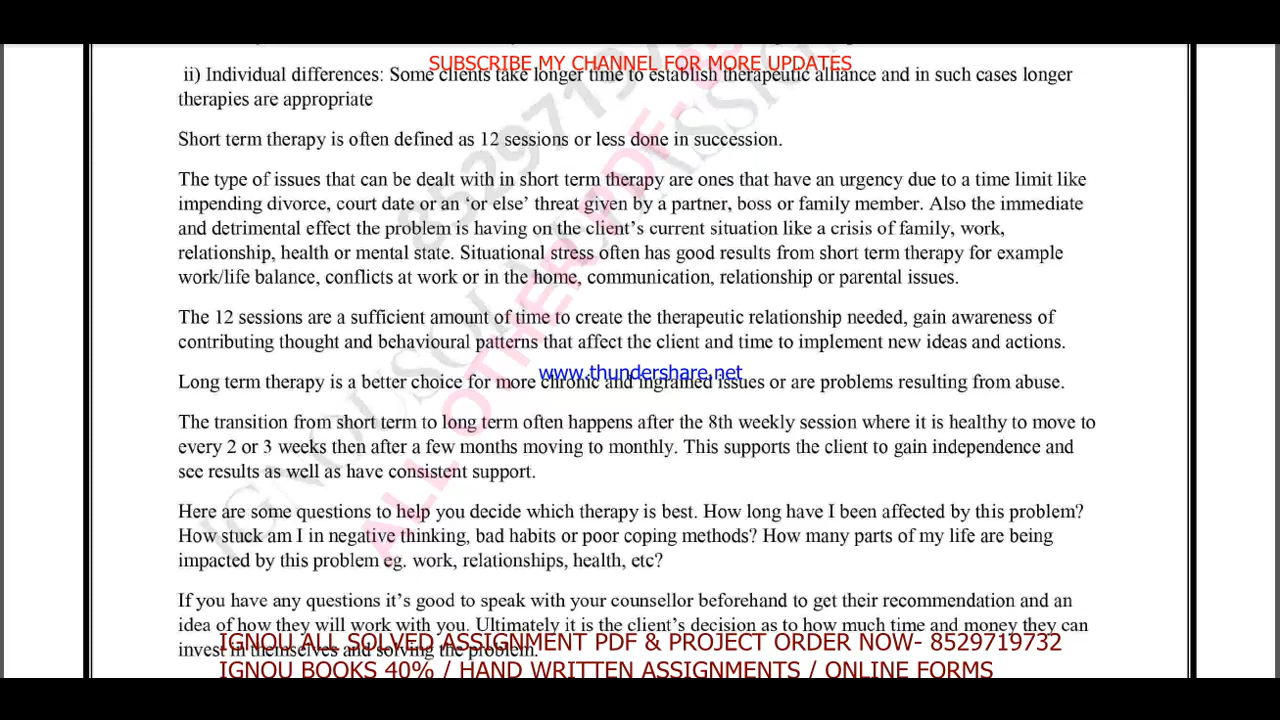 SUBSCRIBE MY CHANNEL FOR MORE UPDATES
ii) Individual differences: Some clients take longer time to establish therapeutic alliance and in such cases longer
therapies are appropriate
Short term therapy is often defined as 12 sessions or less done in succession.
The type of issues that can be dealt with in short term therapy are ones that have an urgency due to a time limit like
impending divorce, court date or an ‘or else’ threat given by a partner, boss or family member. Also the immediate
and detrimental effect the problem is having on the client’s current situation like a crisis of family, work,
relationship, health or mental state. Situational stress often has good results from short term therapy for example
work/life balance, conflicts at work or in the home, communication, relationship or parental issues.
The 12 sessions are a sufficient amount of time to create the therapeutic relationship needed, gain awareness of
contributing thought and behavioural patterns that affect the client and time to implement new ideas and actions.
www.thundershare.net
Long term therapy is a better choice for more chronic and ingrained issues or are problems resulting from abuse.
The transition from short term to long term often happens after the 8th weekly session where it is healthy to move to
every 2 or 3 weeks then after a few months moving to monthly. This supports the client to gain independence and
see results as well as have consistent support.
Here are some questions to help you decide which therapy is best. How long have I been affected by this problem?
How stuck am I in negative thinking, bad habits or poor coping methods? How many parts of my life are being
impacted by this problem eg. work, relationships, health, etc?
If you have any questions it’s good to speak with your counsellor beforehand to get their recommendation and an
idea of how they will work with you. Ultimately it is the client’s decision as to how much time and money they can
invest in themselves and solving the problem.
IGNOU ALL SOLVED ASSIGNMENT PDF & PROJECT ORDER NOW- 8529719732
IGNOU BOOKS 40% / HAND WRITTEN ASSIGNMENTS / ONLINE FORMS